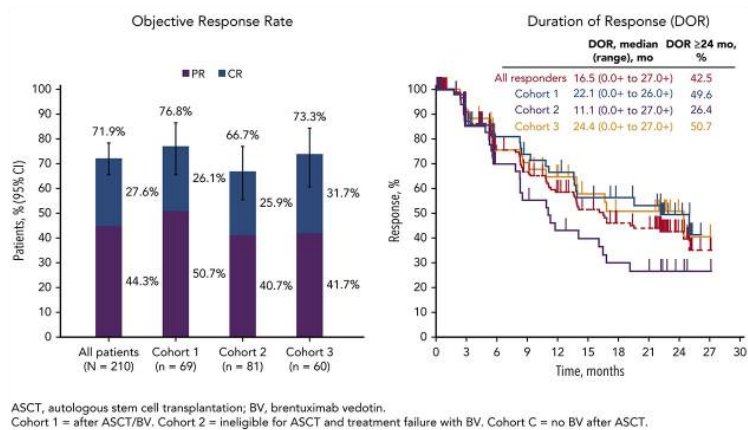 Objective Response Rate
PR CR
Patients, % (95% CI)
100
90
80
70
60
50
40
30
20
10
0
71.9%
76.8%
66.7%
73.3%
27.6%
26.1%
25.9%
31.7%
44.3%
50.7%
40.7%
41.7%
All patients
(N = 210)
Cohort 1
(n = 69)
Cohort 2
(n = 81)
Cohort 3
(n = 60)
Duration of Response (DOR)
DOR, median DOR ≥24 mo,
(range), mo %
All responders 16.5 (0.0+ to 27.0+) 42.5
Cohort 1 22.1 (0.0+ to 26.0+) 49.6
Cohort 2 11.1 (0.0+ to 27.0+) 26.4
Cohort 3 24.4 (0.0+ to 27.0+) 50.7
Response, %
100
90
80
70
60
50
40
30
20
10
0
0 3 6 9 12 15 18 21 24 27 30
Time, months
ASCT, autologous stem cell transplantation; BV, brentuximab vedotin.
Cohort 1 = after ASCT/BV. Cohort 2 = ineligible for ASCT and treatment failure with BV. Cohort C = no BV after ASCT.